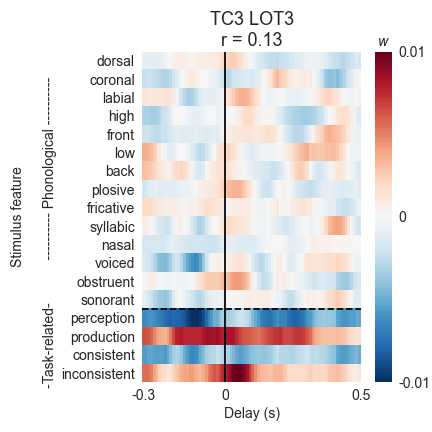 TC3 LOT3
r = 0.13
w
dorsal
coronal
labial
high
front
low
back
plosive
fricative
syllabic
nasal
voiced
obstruent
sonorant
perception
production
consistent
inconsistent
Stimulus feature
-Task-related- ----------- Phonological ----------
-0.3 0 0.5
Delay (s)
0.01
0
-0.01